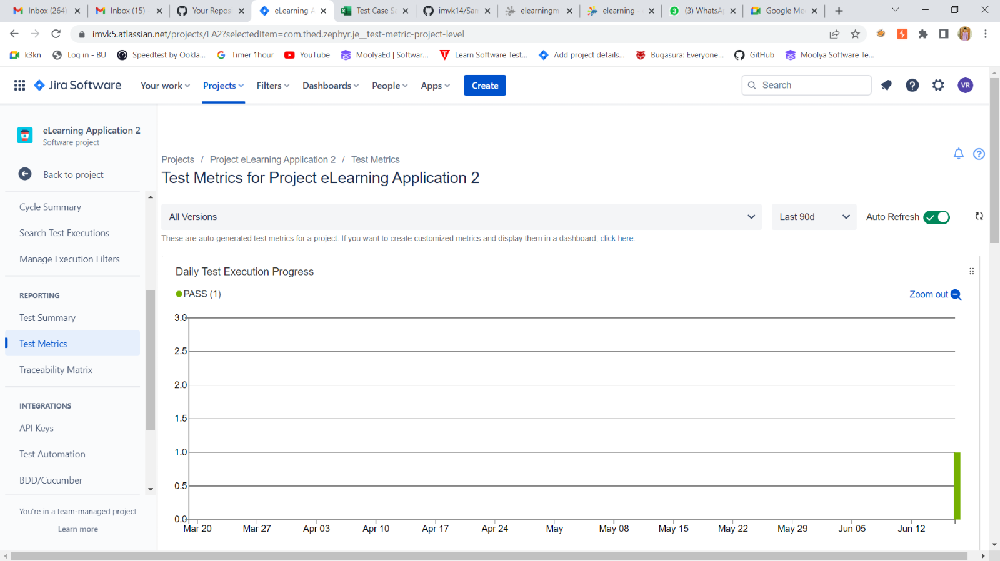 Inbox (264)
Inbox (15) -
Your Reposi
eLearning A
Test Case Sa
imvk14/San
elearningm
elearning -
(3) WhatsAp
Google Me
imvk5.atlassian.net/projects/EA2?selectedItem=com.thed.zephyr.je__test-metric-project-level
k3kn
Log in - BU
Speedtest by Ookla...
Timer 1hour
YouTube
MoolyaEd | Softwar...
Learn Software Test...
Add project details...
Bugasura: Everyone...
GitHub
Moolya Software Te...
Jira Software
Your work
Projects
Filters
Dashboards
People
Apps
Create
Search
VR
eLearning Application 2
Software project
Back to project
Cycle Summary
Search Test Executions
Manage Execution Filters
REPORTING
Test Summary
Test Metrics
Traceability Matrix
INTEGRATIONS
API Keys
Test Automation
BDD/Cucumber
You're in a team-managed project
Learn more
Projects / Project eLearning Application 2 / Test Metrics
Test Metrics for Project eLearning Application 2
All Versions
Last 90d
Auto Refresh
These are auto-generated test metrics for a project. If you want to create customized metrics and display them in a dashboard, click here.
Daily Test Execution Progress
PASS (1)
Zoom out
3.0
2.5
2.0
1.5
1.0
0.5
0.0
Mar 20
Mar 27
Apr 03
Apr 10
Apr 17
Apr 24
May
May 08
May 15
May 22
May 29
Jun 05
Jun 12